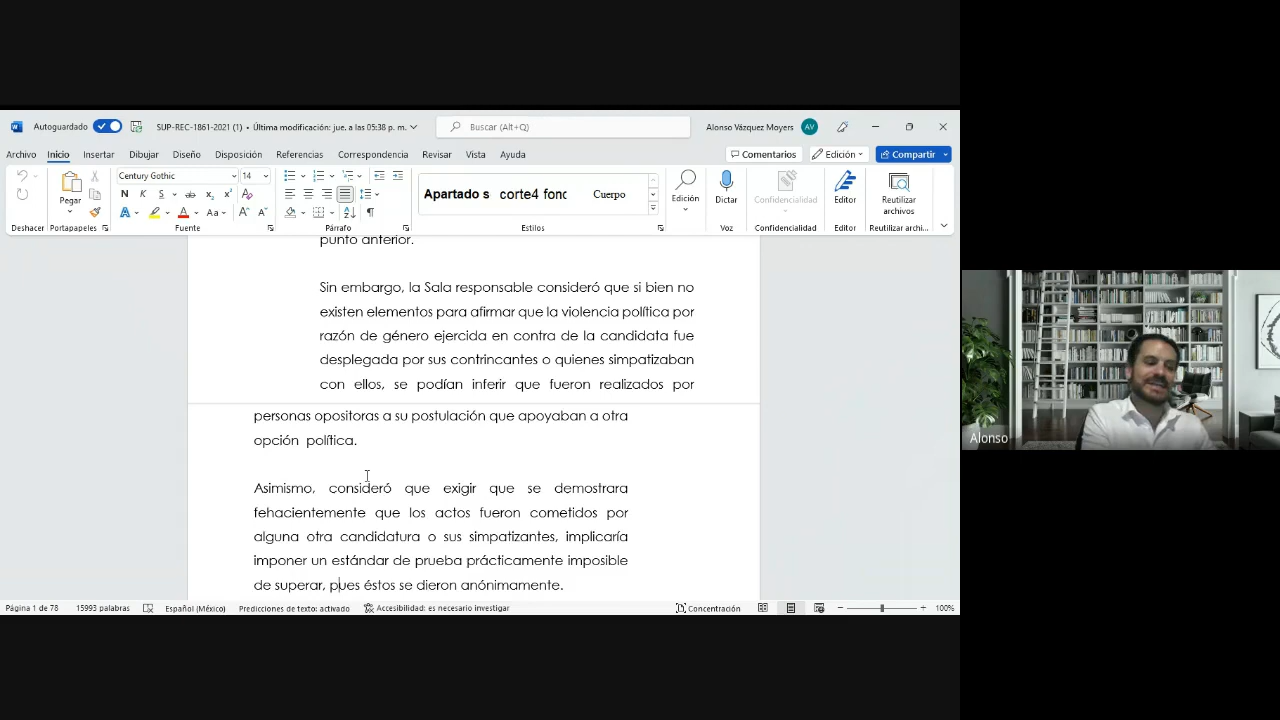 Autoguardado
SUP-REC-1861-2021 (1) • Última modificación: jue. a las 05:38 p. m.
Buscar (Alt+Q)
Alonso Vázquez Moyers
AV
Archivo Inicio Insertar Dibujar Diseño Disposición Referencias Correspondencia Revisar Vista Ayuda
Comentarios Edición Compartir
Century Gothic 14
Pegar
N K S ab x₂ x²
A A Aa A A
Apartado s corte4 fond Cuerpo
Edición Dictar Confidencialidad Editor Reutilizar archivos
Deshacer Portapapeles Fuente Párrafo Estilos Voz Confidencialidad Editor Reutilizar archi...
punto anterior.
Sin embargo, la Sala responsable consideró que si bien no
existen elementos para afirmar que la violencia política por
razón de género ejercida en contra de la candidata fue
desplegada por sus contrincantes o quienes simpatizaban
con ellos, se podían inferir que fueron realizados por
personas opositoras a su postulación que apoyaban a otra
opción política.
Asimismo, consideró que exigir que se demostrara
fehacientemente que los actos fueron cometidos por
alguna otra candidatura o sus simpatizantes, implicaría
imponer un estándar de prueba prácticamente imposible
de superar, pues éstos se dieron anónimamente.
Página 1 de 78 15993 palabras Español (México) Predicciones de texto: activado Accesibilidad: es necesario investigar Concentración 100%
Alonso